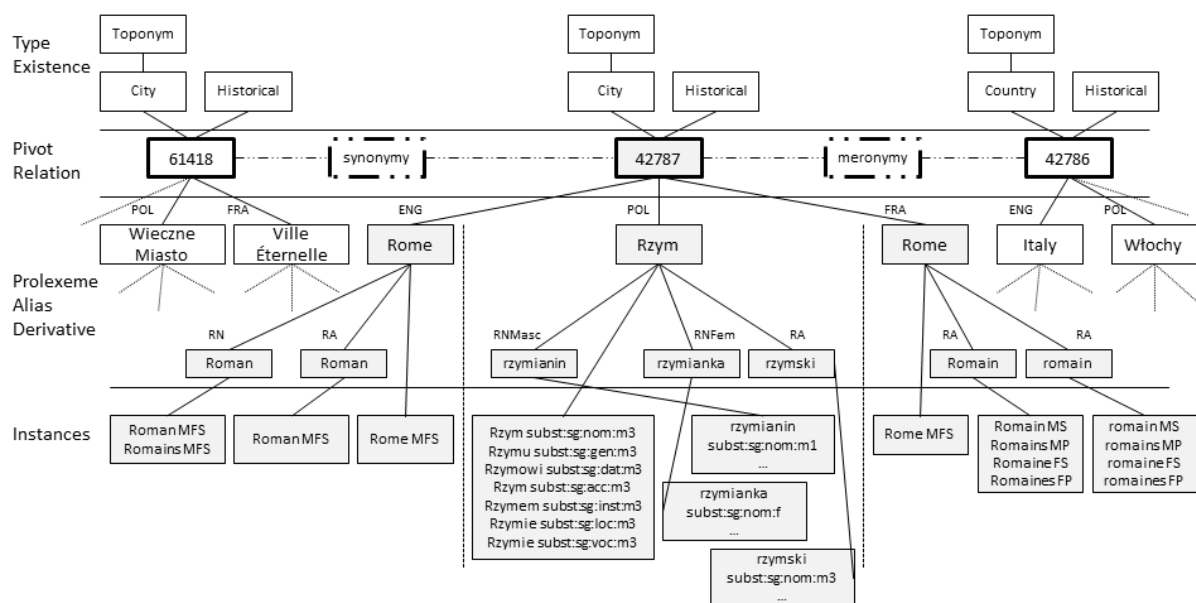 Type
Existence
Toponym
Toponym
Toponym
City
Historical
City
Historical
Country
Historical
Pivot
Relation
61418
synonymy
42787
meronymy
42786
POL
FRA
ENG
POL
FRA
ENG
POL
Wieczne
Miasto
Ville
Éternelle
Rome
Rzym
Rome
Italy
Włochy
Prolexeme
Alias
Derivative
RN
RA
RNMasc
RNFem
RA
RA
RA
Roman
Roman
rzymianin
rzymianka
rzymski
Romain
romain
Instances
Roman MFS
Romains MFS
Roman MFS
Rome MFS
Rzym subst:sg:nom:m3
Rzymu subst:sg:gen:m3
Rzymowi subst:sg:dat:m3
Rzym subst:sg:acc:m3
Rzymem subst:sg:inst:m3
Rzymie subst:sg:loc:m3
Rzymie subst:sg:voc:m3
rzymianin
subst:sg:nom:m1
...
rzymianka
subst:sg:nom:f
...
rzymski
subst:sg:nom:m3
...
Rome MFS
Romain MS
Romains MP
Romaine FS
Romaines FP
romain MS
romains MP
romaine FS
romaines FP